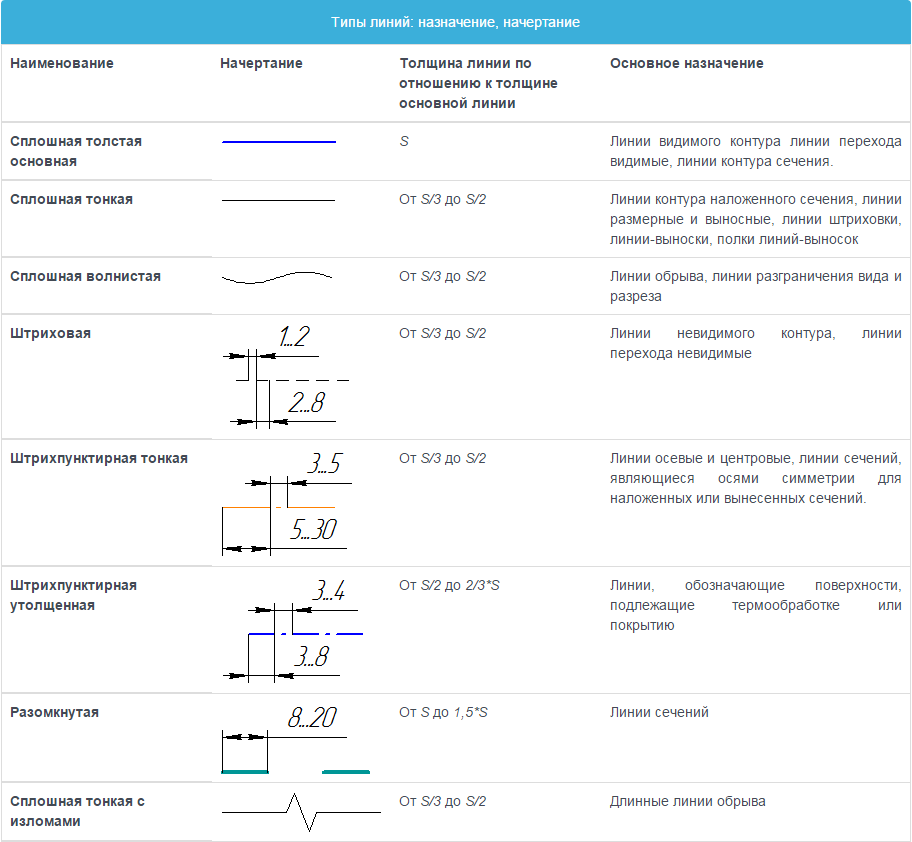 Типы линий: назначение, начертание
Наименование
Начертание
Толщина линии по
отношению к толщине
основной линии
Основное назначение
Сплошная толстая
основная
S
Линии видимого контура линии перехода
видимые, линии контура сечения.
Сплошная тонкая
От S/3 до S/2
Линии контура наложенного сечения, линии
размерные и выносные, линии штриховки,
линии-выноски, полки линий-выносок
Сплошная волнистая
От S/3 до S/2
Линии обрыва, линии разграничения вида и
разреза
Штриховая
1...2
2...8
От S/3 до S/2
Линии невидимого контура, линии
перехода невидимые
Штрихпунктирная тонкая
3...5
5...30
От S/3 до S/2
Линии осевые и центровые, линии сечений,
являющиеся осями симметрии для
наложенных или вынесенных сечений.
Штрихпунктирная
утолщенная
3...4
3...8
От S/2 до 2/3*S
Линии, обозначающие поверхности,
подлежащие термообработке или
покрытию
Разомкнутая
8...20
От S до 1,5*S
Линии сечений
Сплошная тонкая с
изломами
От S/3 до S/2
Длинные линии обрыва